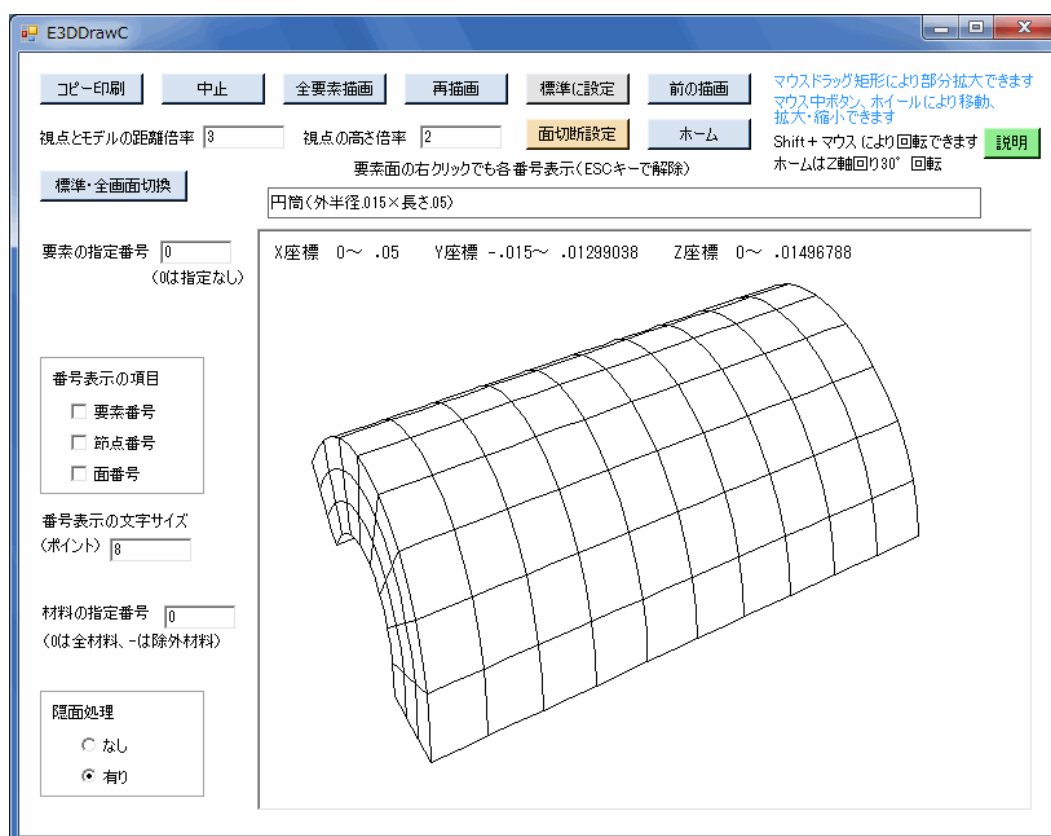 E3DDrawC
コピー印刷 中止 全要素描画 再描画 標準に設定 前の描画
マウスドラッグ矩形により部分拡大できます
マウス中ボタン、ホイールにより移動、
拡大・縮小できます
視点とモデルの距離倍率 3 視点の高さ倍率 2 面切断設定 ホーム
Shift+マウス により回転できます 説明
ホームはZ軸回り30° 回転
要素面の右クリックでも各番号表示(ESCキーで解除)
標準・全画面切換
円筒(外半径.015×長さ.05)
要素の指定番号 0
(0は指定なし)
X座標 0~ .05 Y座標 -.015~ .01299038 Z座標 0~ .01496788
番号表示の項目
要素番号
節点番号
面番号
番号表示の文字サイズ
(ポイント) 8
材料の指定番号 0
(0は全材料、-は除外材料)
隠面処理
なし
有り